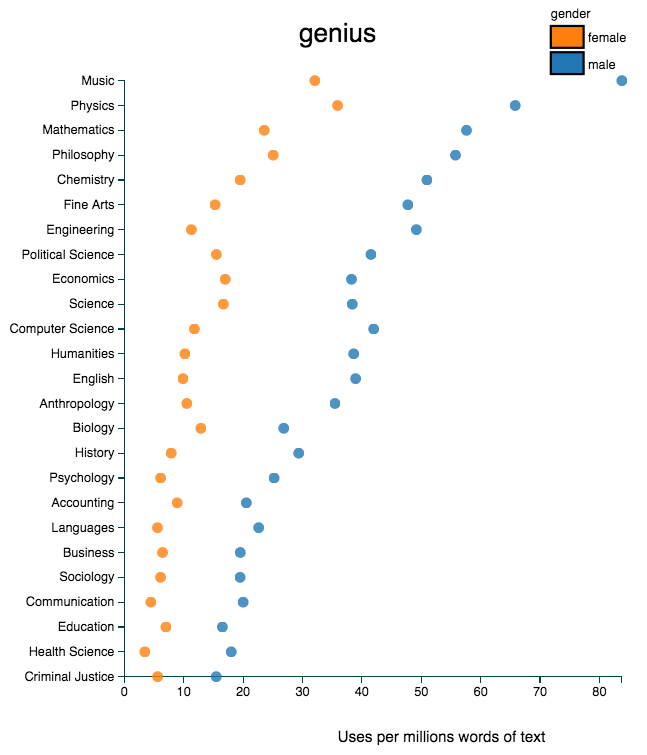 genius
gender
female
male
Music
Physics
Mathematics
Philosophy
Chemistry
Fine Arts
Engineering
Political Science
Economics
Science
Computer Science
Humanities
English
Anthropology
Biology
History
Psychology
Accounting
Languages
Business
Sociology
Communication
Education
Health Science
Criminal Justice
0 10 20 30 40 50 60 70 80
Uses per millions words of text